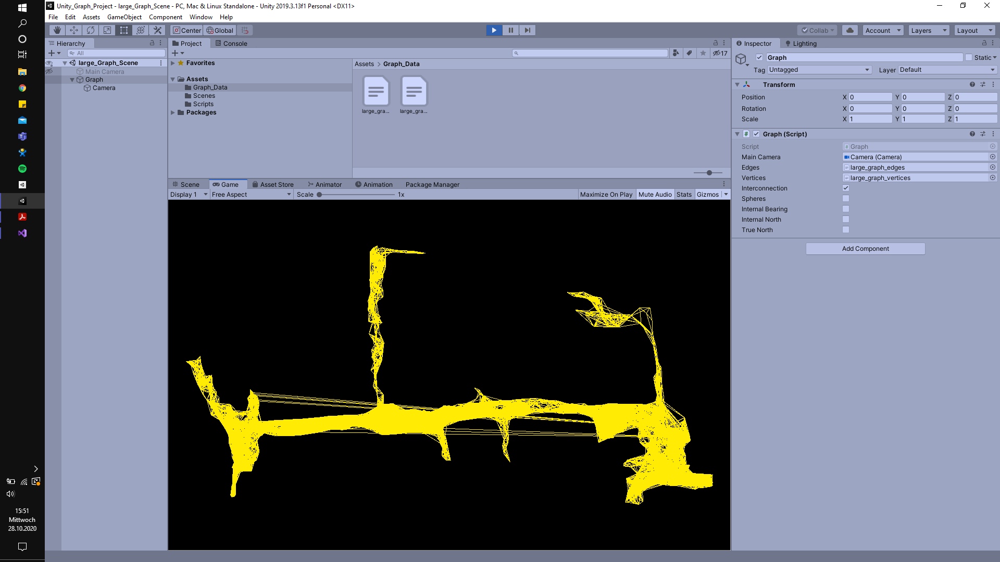 Unity_Graph_Project - large_Graph_Scene - PC, Mac & Linux Standalone - Unity 2019.3.13f1 Personal <DX11>
File Edit Assets GameObject Component Window Help
Center Global Collab Account Layers Layout
Hierarchy
All
large_Graph_Scene
Main Camera
Graph
Camera
Project Console
17
Favorites
Assets
Graph_Data
Scenes
Scripts
Packages
Assets > Graph_Data
large_gra... large_gra...
Scene Game Asset Store Animator Animation Package Manager
Display 1 Free Aspect Scale 1x Maximize On Play Mute Audio Stats Gizmos
Inspector Lighting
Graph Static
Tag Untagged Layer Default
Transform
Position X 0 Y 0 Z 0
Rotation X 0 Y 0 Z 0
Scale X 1 Y 1 Z 1
# Graph (Script)
Script Graph
Main Camera Camera (Camera)
Edges large_graph_edges
Vertices large_graph_vertices
Interconnection
Spheres
Internal Bearing
Internal North
True North
Add Component
15:51
Mittwoch
28.10.2020